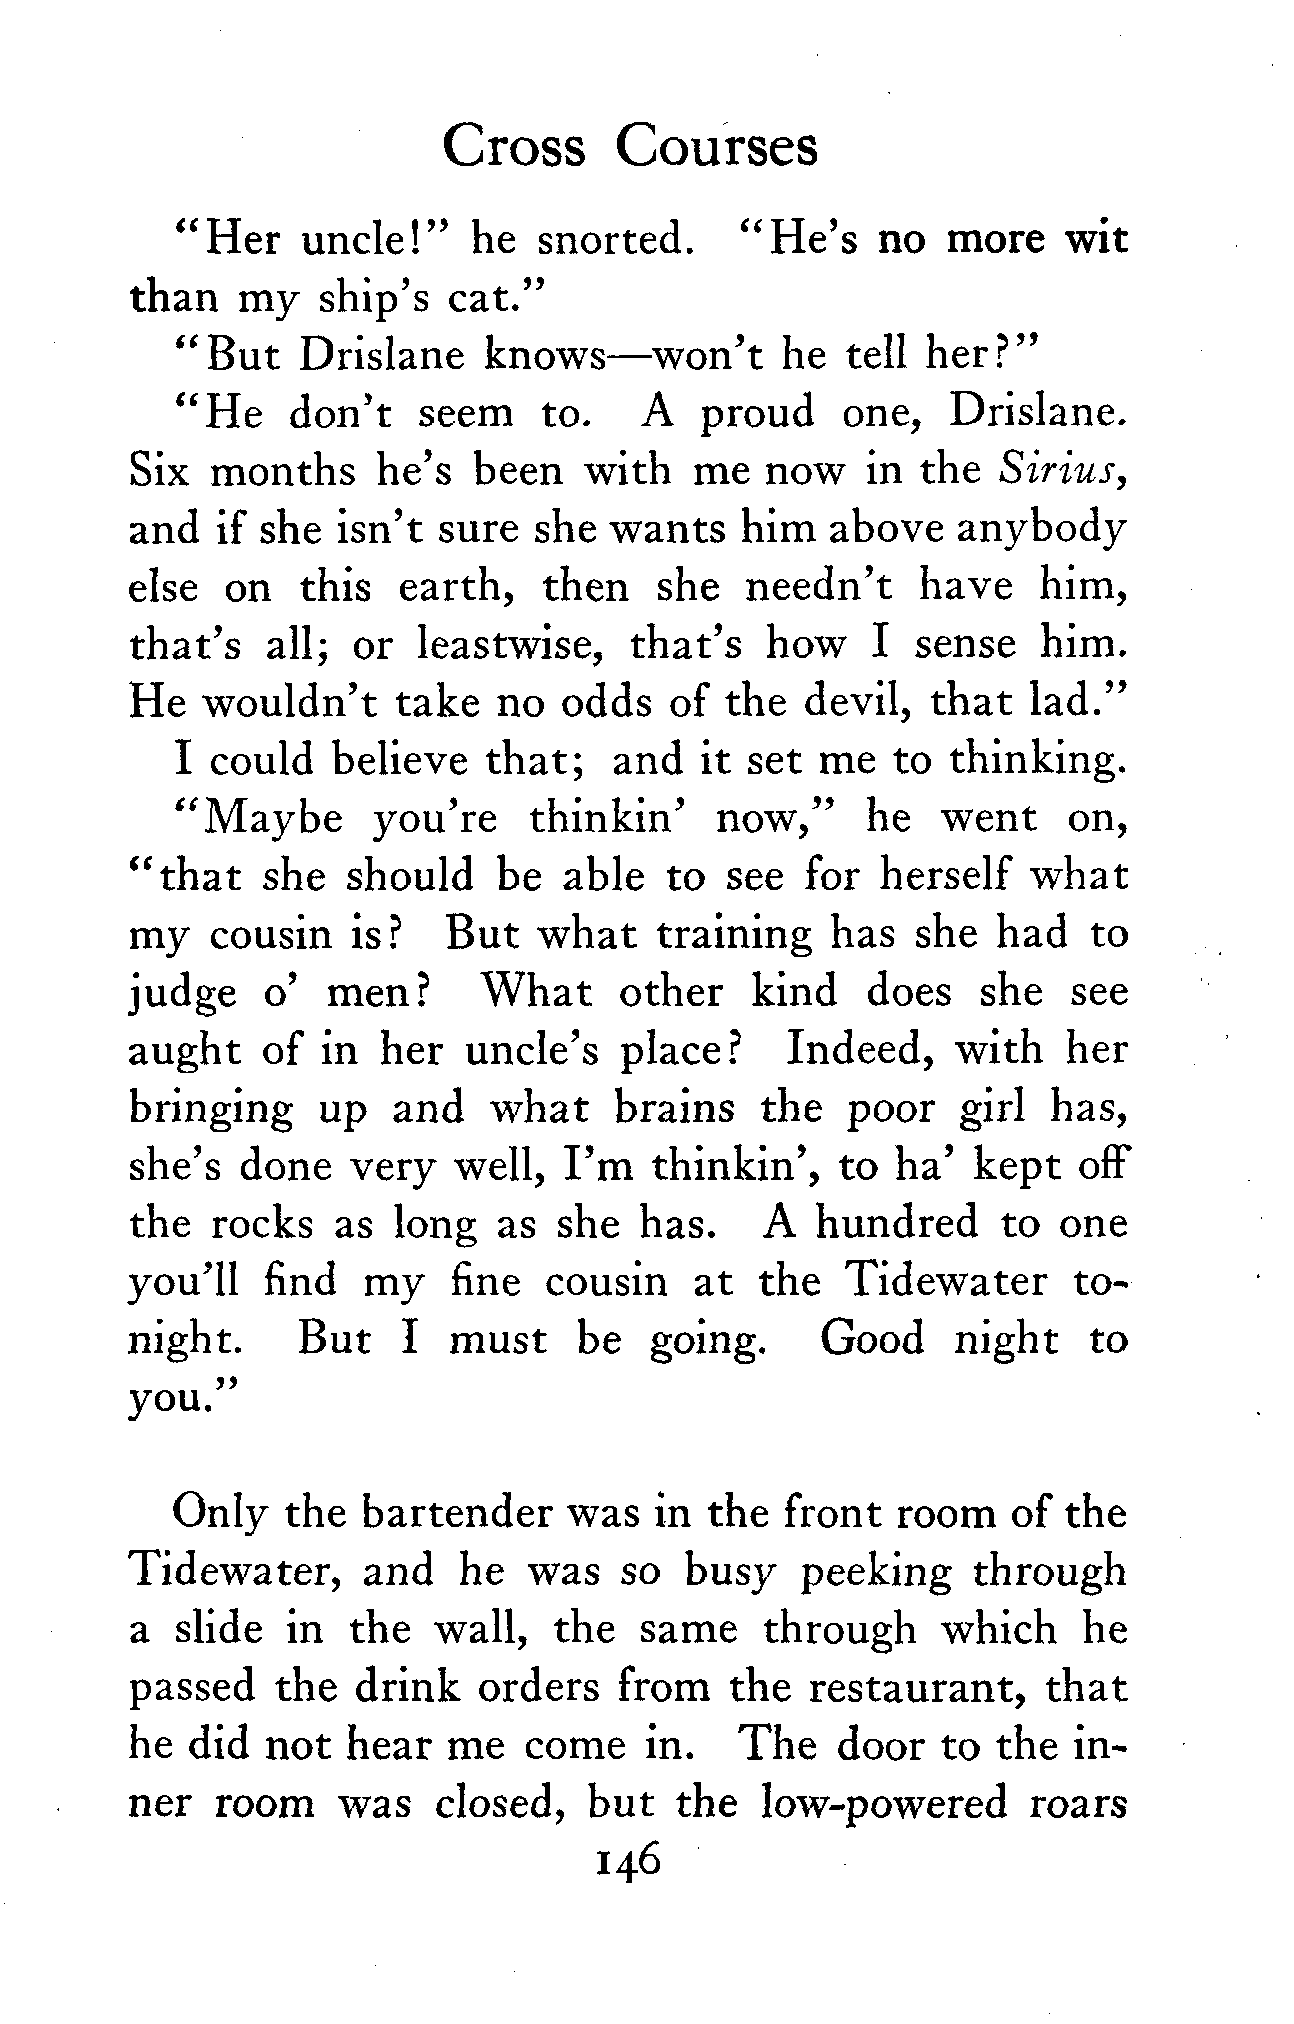 Cross Courses
"Her uncle!" he snorted. "He's no more wit
than my ship's cat."
"But Drislane knows—won't he tell her?"
"He don't seem to. A proud one, Drislane.
Six months he's been with me now in the Sirius,
and if she isn't sure she wants him above anybody
else on this earth, then she needn't have him,
that's all; or leastwise, that's how I sense him.
He wouldn't take no odds of the devil, that lad."
I could believe that; and it set me to thinking.
"Maybe you're thinkin' now," he went on,
"that she should be able to see for herself what
my cousin is? But what training has she had to
judge o' men? What other kind does she see
aught of in her uncle's place? Indeed, with her
bringing up and what brains the poor girl has,
she's done very well, I'm thinkin', to ha' kept off
the rocks as long as she has. A hundred to one
you'll find my fine cousin at the Tidewater to-
night. But I must be going. Good night to
you."
Only the bartender was in the front room of the
Tidewater, and he was so busy peeking through
a slide in the wall, the same through which he
passed the drink orders from the restaurant, that
he did not hear me come in. The door to the in-
ner room was closed, but the low-powered roars
146